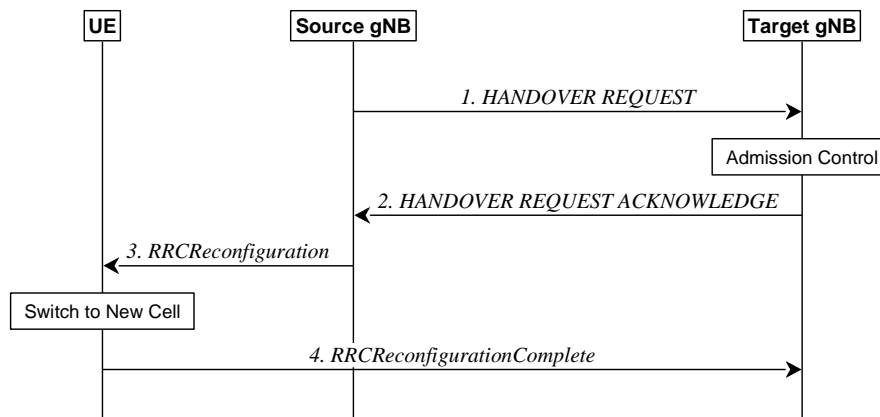 UE
Source gNB
Target gNB
1. HANDOVER REQUEST
Admission Control
2. HANDOVER REQUEST ACKNOWLEDGE
3. RRCReconfiguration
Switch to New Cell
4. RRCReconfigurationComplete